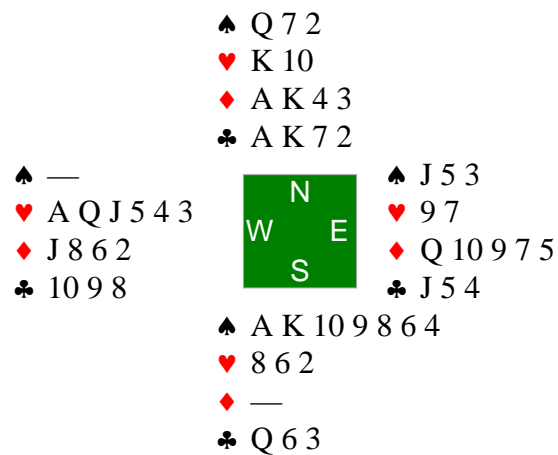 ♠ Q 7 2
♥ K 10
♦ A K 4 3
♣ A K 7 2
♠ —
♥ A Q J 5 4 3
♦ J 8 6 2
♣ 10 9 8
N
W E
S
♠ J 5 3
♥ 9 7
♦ Q 10 9 7 5
♣ J 5 4
♠ A K 10 9 8 6 4
♥ 8 6 2
♦ —
♣ Q 6 3